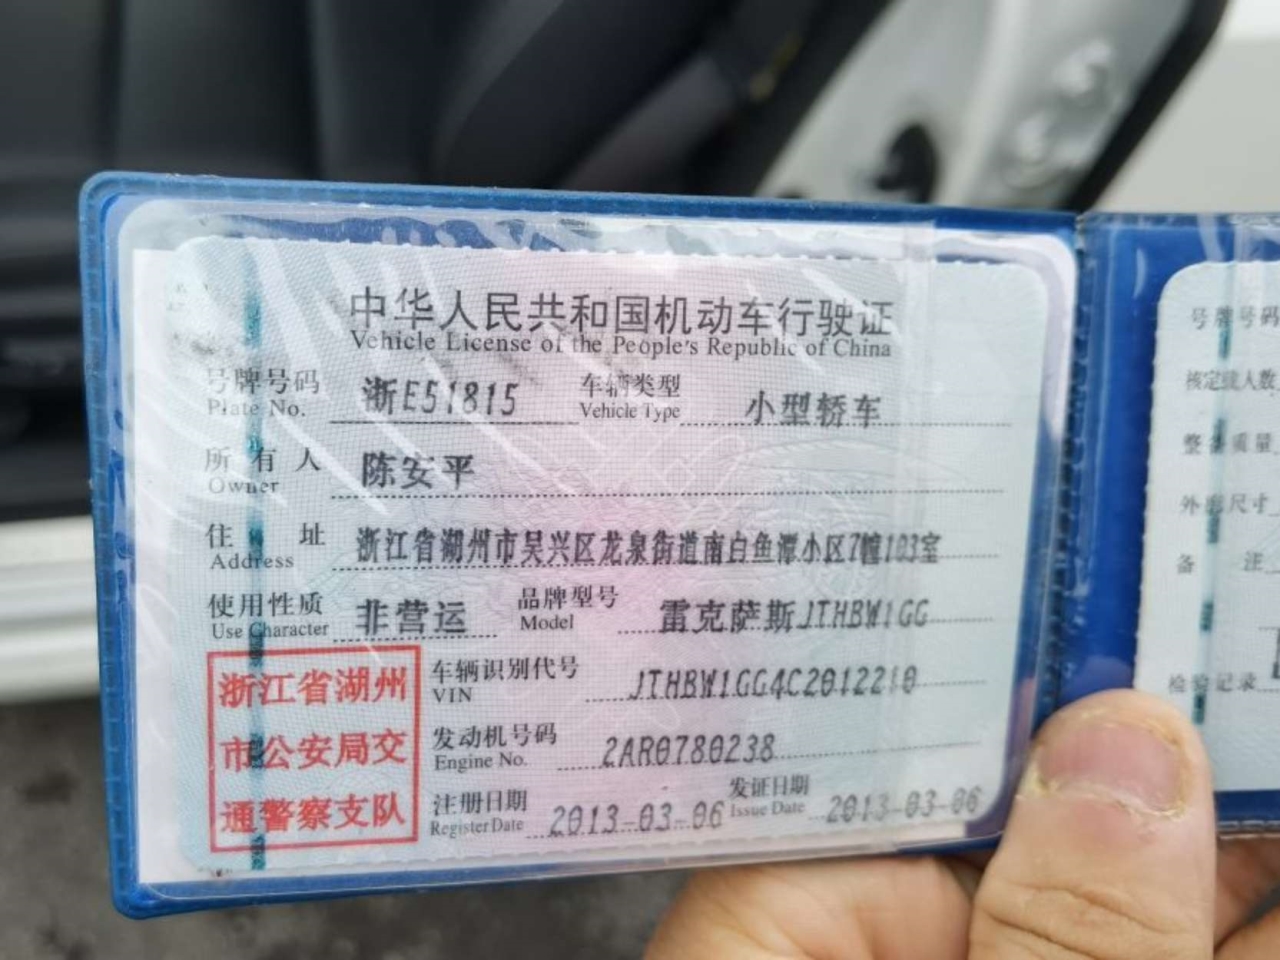 中华人民共和国机动车行驶证
Vehicle License of the People's Republic of China
号牌号码 浙E51815 车辆类型 小型轿车
Plate No. Vehicle Type
所有人 陈安平
Owner
住址 浙江省湖州市吴兴区龙泉街道南白鱼潭小区7幢103室
Address
使用性质 非营运 品牌型号 雷克萨斯JTHBW1GG
Use Character Model
浙江省湖州
市公安局交
通警察支队
车辆识别代号 JTHBW1GG4C2012210
VIN
发动机号码 2AR0780238
Engine No.
注册日期 2013-03-06 发证日期 2013-03-06
Register Date Issue Date
号牌号码
核定载人数
整备质量
外廓尺寸
备注
检验记录